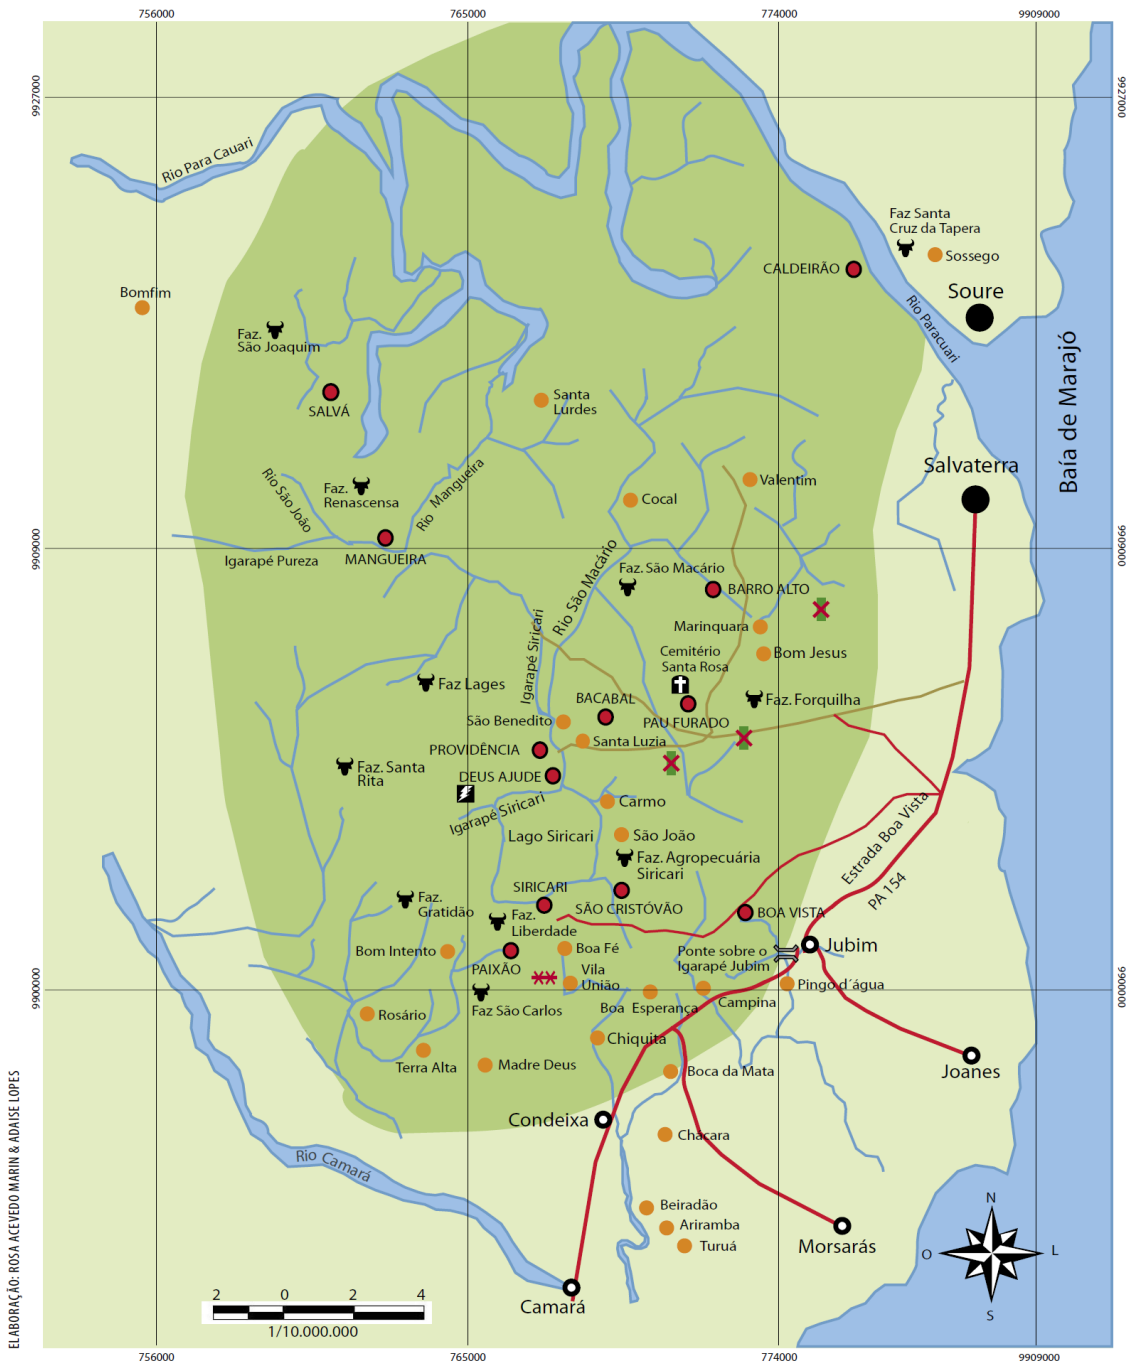 756000
765000
774000
9909000
9927000
9927000
Rio Para Cauari
Faz Santa
Cruz da Tapera
Sossego
CALDEIRÃO
Soure
Bomfim
Rio Paracuari
Faz.
São Joaquim
Baía de Marajó
SALVÁ
Santa
Lurdes
Salvaterra
Rio São João
Faz.
Renascensa
Rio Mangueira
Valentim
Cocal
9909000
Igarapé Pureza
MANGUEIRA
Rio São Macário
Faz. São Macário
BARRO ALTO
9909000
Igarapé Siricari
Marinquara
Cemitério
Santa Rosa
Bom Jesus
Faz Lages
BACABAL
Faz. Forquilha
São Benedito
PAU FURADO
Santa Luzia
PROVIDÊNCIA
Faz. Santa
Rita
DEUS AJUDE
Igarapé Siricari
Carmo
Lago Siricari
São João
Estrada Boa Vista
Faz. Agropecuária
Siricari
PA 154
SIRICARI
Faz.
Gratidão
SÃO CRISTÓVÃO
BOA VISTA
Faz.
Liberdade
Bom Intento
Boa Fé
Ponte sobre o
Igarapé Jubim
Jubim
PAIXÃO
Vila
União
Pingo d´água
9900000
9900000
Faz São Carlos
Boa Esperança
Campina
Rosário
Chiquita
Terra Alta
Madre Deus
Boca da Mata
Joanes
Condeixa
Chácara
Rio Camará
Beiradão
Ariramba
Turuá
Morsarás
N
O
L
S
Camará
2 0 2 4
1/10.000.000
ELABORAÇÃO: ROSA ACEVEDO MARIN & ADAISE LOPES
756000
765000
774000
9909000